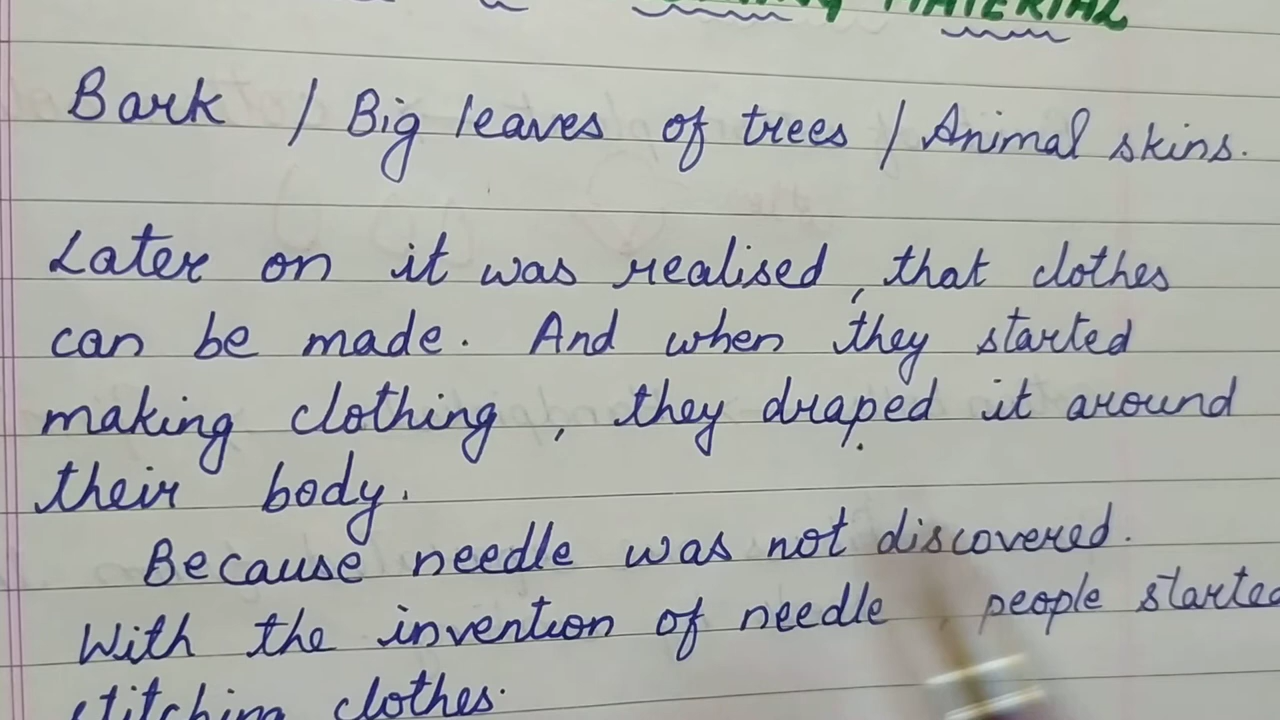 MATERIAL
Bark / Big leaves of trees / Animal skins.
Later on it was realised, that clothes
can be made. And when they started
making clothing, they draped it around
their body.
Because needle was not discovered.
With the invention of needle, people started
stitching clothes.